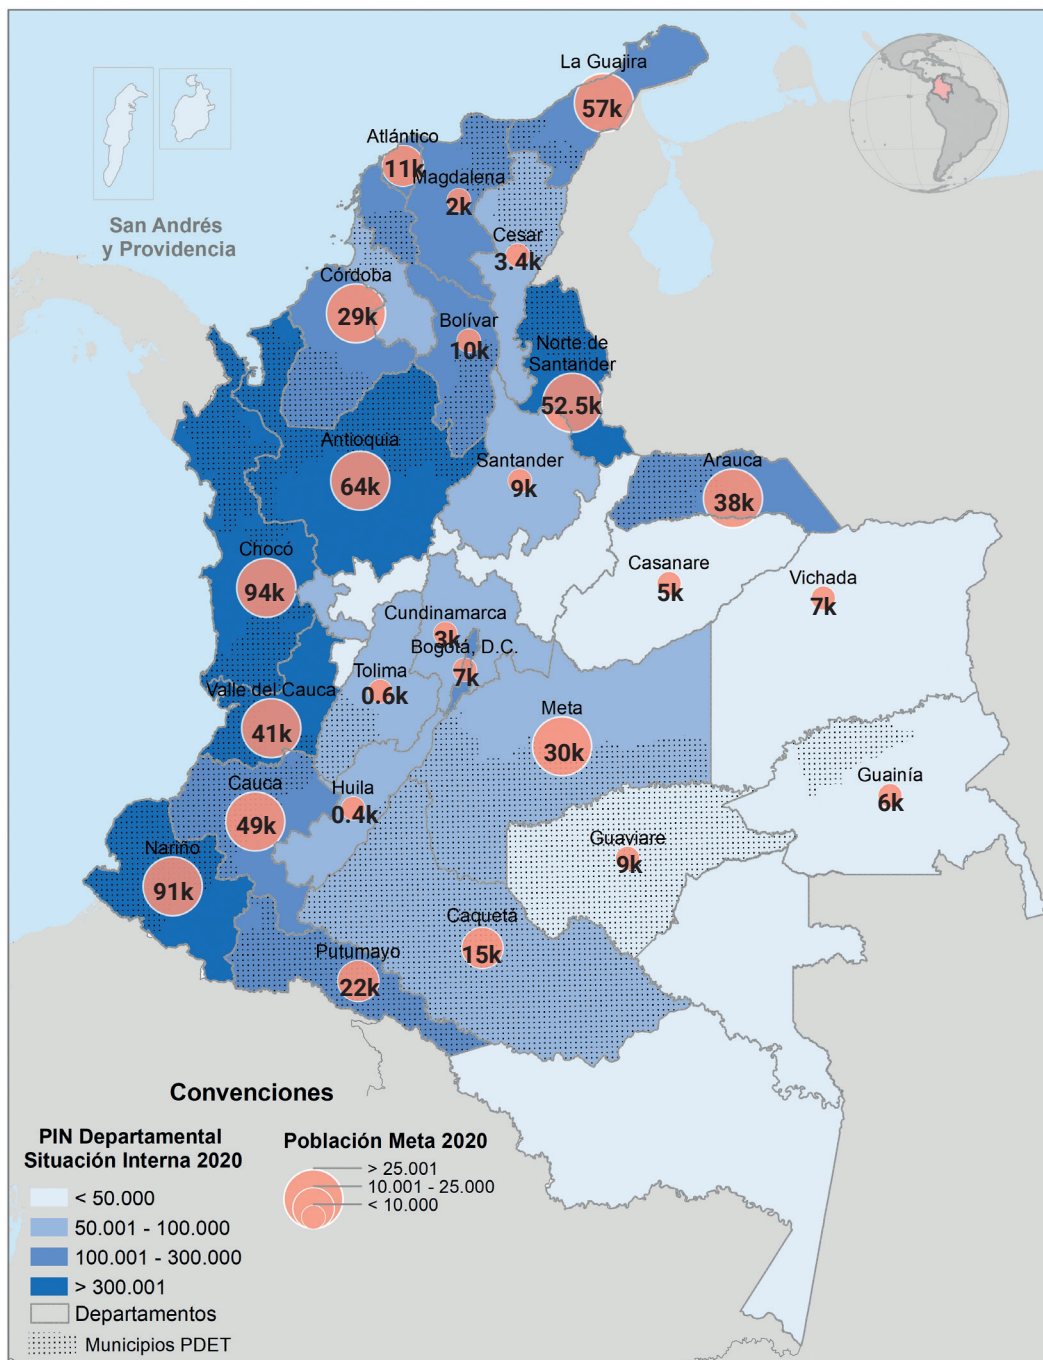 La Guajira
57k
Atlántico
11k
Magdalena
2k
San Andrés
y Providencia
Cesar
3.4k
Córdoba
29k
Bolívar
10k
Norte de
Santander
52.5k
Antioquia
64k
Santander
9k
Arauca
38k
Chocó
94k
Casanare
5k
Vichada
7k
Cundinamarca
3k
Bogotá, D.C.
7k
Tolima
0.6k
Valle del Cauca
41k
Meta
30k
Guainía
6k
Cauca
49k
Huila
0.4k
Guaviare
9k
Nariño
91k
Caquetá
15k
Putumayo
22k
Convenciones
PIN Departamental
Situación Interna 2020
< 50.000
50.001 - 100.000
100.001 - 300.000
> 300.001
Departamentos
Municipios PDET
Población Meta 2020
> 25.001
10.001 - 25.000
< 10.000